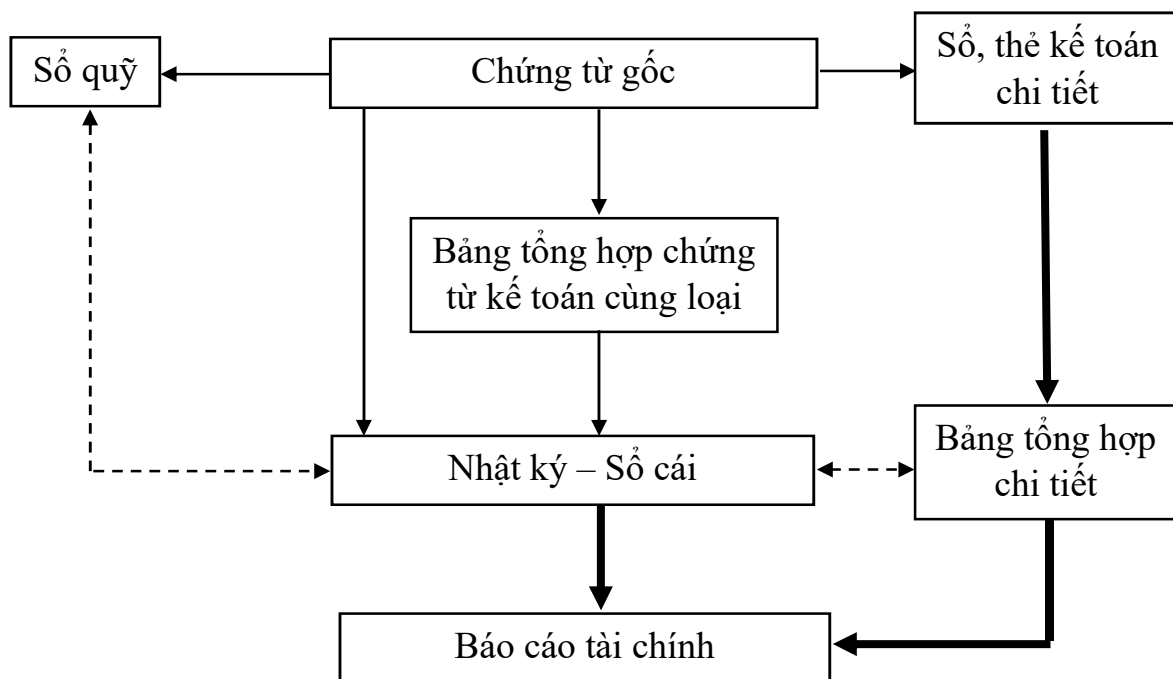 Sổ quỹ
Chứng từ gốc
Sổ, thẻ kế toán
chi tiết
Bảng tổng hợp chứng
từ kế toán cùng loại
Nhật ký – Sổ cái
Bảng tổng hợp
chi tiết
Báo cáo tài chính